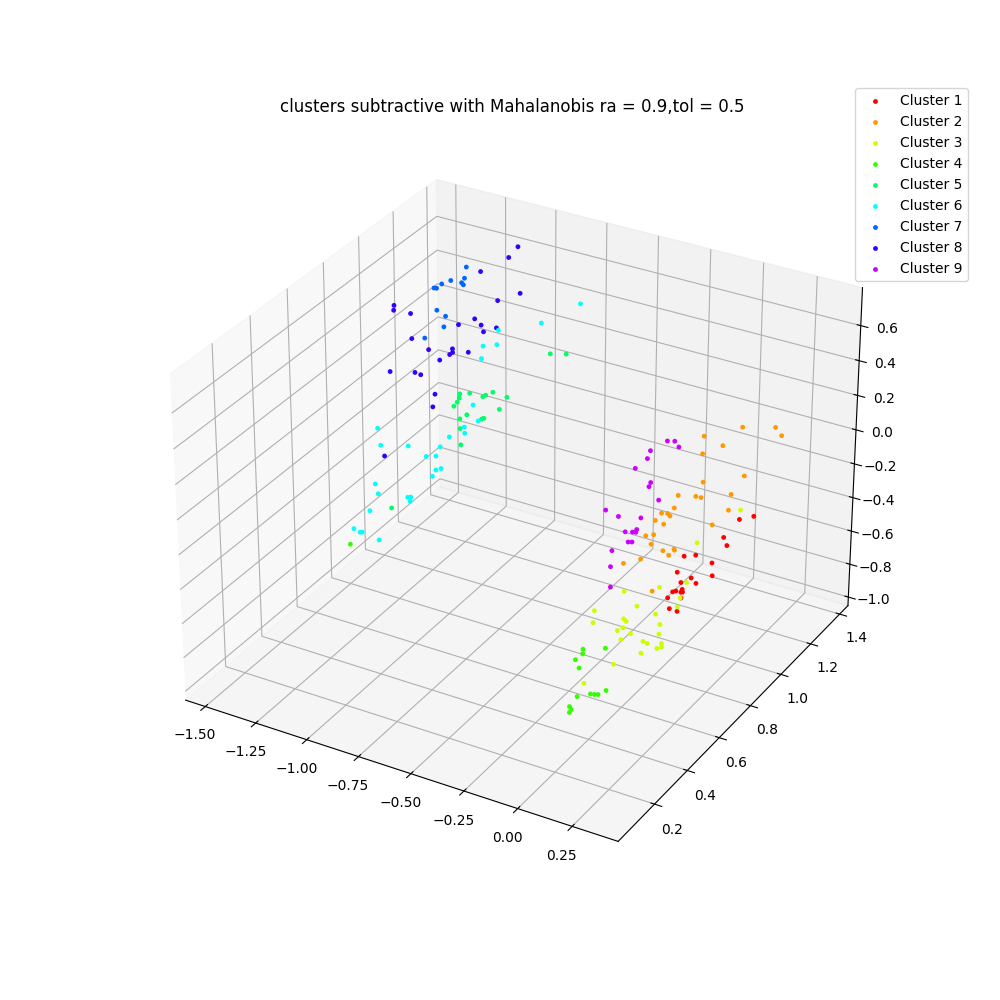 clusters subtractive with Mahalanobis ra = 0.9,tol = 0.5
Cluster 1
Cluster 2
Cluster 3
Cluster 4
Cluster 5
Cluster 6
Cluster 7
Cluster 8
Cluster 9
0.6
0.4
0.2
0.0
−0.2
−0.4
−0.6
−0.8
−1.0
1.4
1.2
1.0
0.8
0.6
0.4
0.2
−1.50
−1.25
−1.00
−0.75
−0.50
−0.25
0.00
0.25